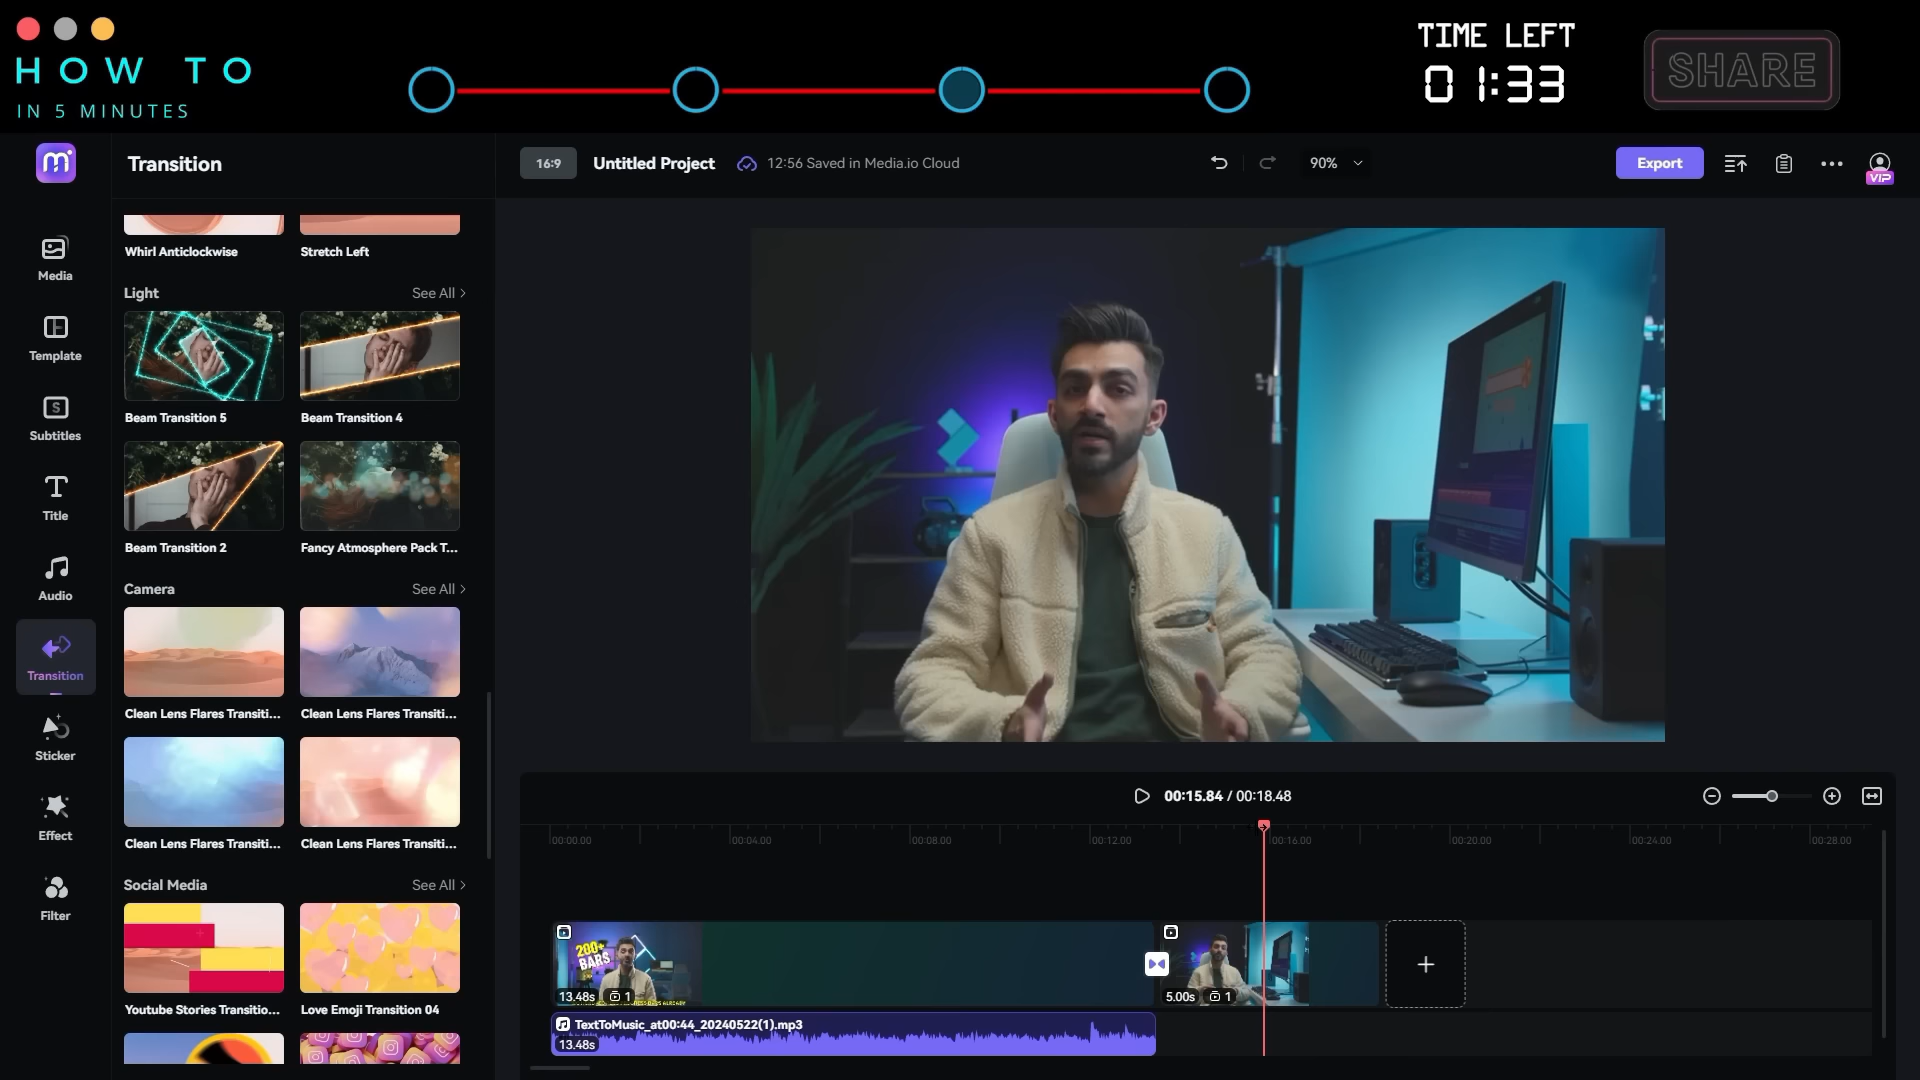 HOW TO
IN 5 MINUTES
TIME LEFT
01:33
SHARE
Transition
16:9
Untitled Project
12:56 Saved in Media.io Cloud
90%
Export
VIP
Media
Template
Subtitles
Title
Audio
Transition
Sticker
Effect
Filter
Whirl Anticlockwise
Stretch Left
Light
See All
Beam Transition 5
Beam Transition 4
Beam Transition 2
Fancy Atmosphere Pack T...
Camera
See All
Clean Lens Flares Transiti...
Clean Lens Flares Transiti...
Clean Lens Flares Transiti...
Clean Lens Flares Transiti...
Social Media
See All
Youtube Stories Transitio...
Love Emoji Transition 04
00:15.84 / 00:18.48
00:00.00
00:04.00
00:08.00
00:12.00
00:16.00
00:20.00
00:24.00
00:28.00
200+
BARS
13.48s
1
5.00s
1
TextToMusic_at00:44_20240522(1).mp3
13.48s